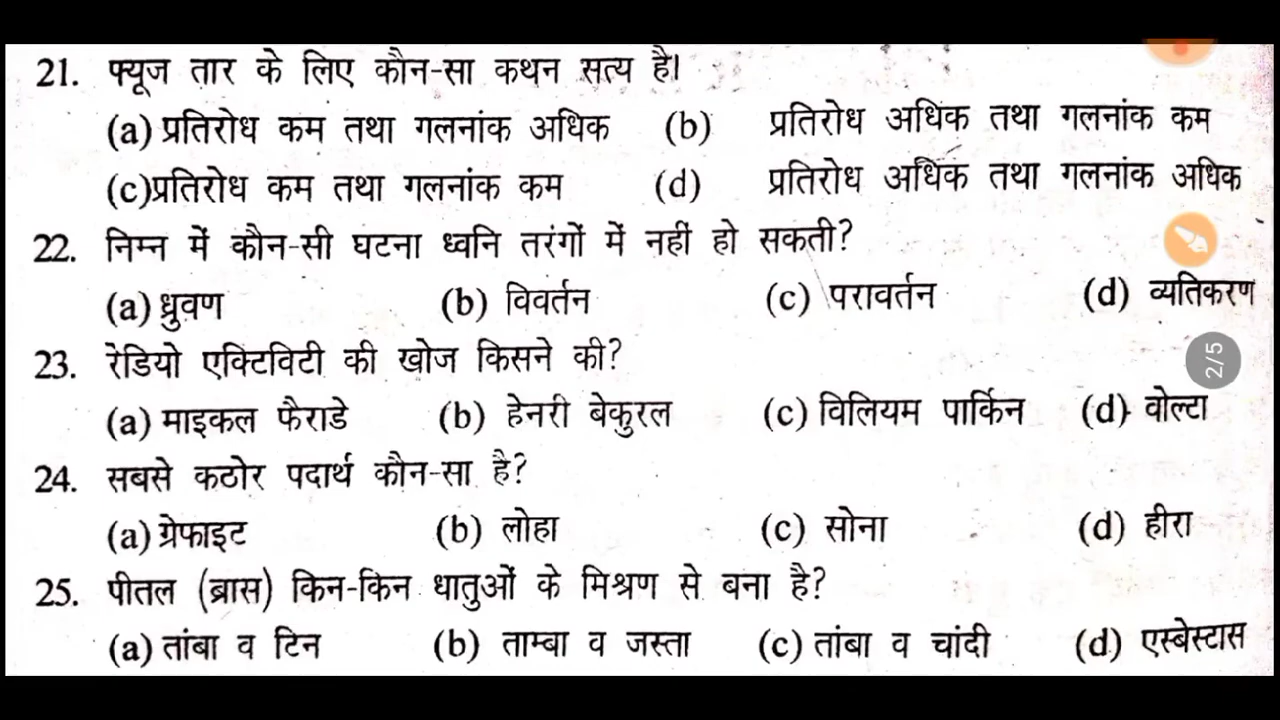 21. फ्यूज तार के लिए कौन-सा कथन सत्य है।
(a) प्रतिरोध कम तथा गलनांक अधिक (b) प्रतिरोध अधिक तथा गलनांक कम
(c)प्रतिरोध कम तथा गलनांक कम (d) प्रतिरोध अधिक तथा गलनांक अधिक
22. निम्न में कौन-सी घटना ध्वनि तरंगों में नहीं हो सकती?
(a) ध्रुवण (b) विवर्तन (c) परावर्तन (d) व्यतिकरण
23. रेडियो एक्टिविटी की खोज किसने की?
2/5
(a) माइकल फैराडे (b) हेनरी बेकुरल (c) विलियम पार्किन (d) वोल्टा
24. सबसे कठोर पदार्थ कौन-सा है?
(a) ग्रेफाइट (b) लोहा (c) सोना (d) हीरा
25. पीतल (ब्रास) किन-किन धातुओं के मिश्रण से बना है?
(a) तांबा व टिन (b) ताम्बा व जस्ता (c) तांबा व चांदी (d) एस्बेस्टास